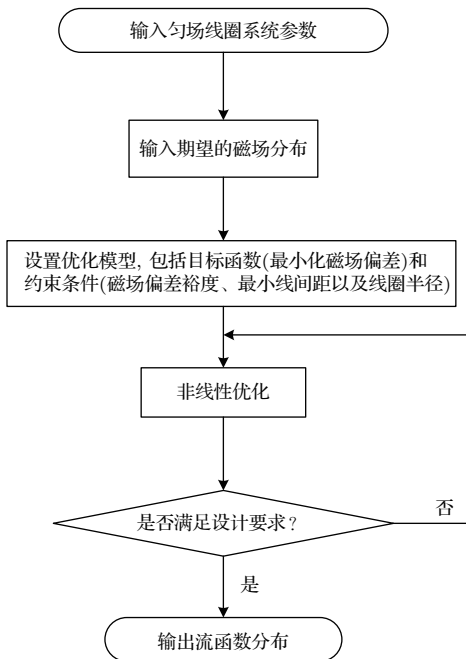 输入匀场线圈系统参数
输入期望的磁场分布
设置优化模型, 包括目标函数(最小化磁场偏差)和
约束条件(磁场偏差裕度、最小线间距以及线圈半径)
非线性优化
是否满足设计要求?
否
是
输出流函数分布